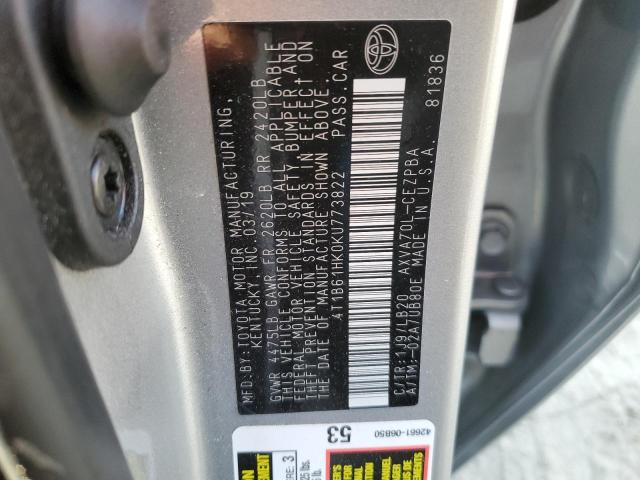 MFD.BY: TOYOTA MOTOR MANUFACTURING,
KENTUCKY, INC. 03/19
GVWR 4475LB GAWR FR 2620LB RR 2420LB
THIS VEHICLE CONFORMS TO ALL APPLICABLE
FEDERAL MOTOR VEHICLE SAFETY, BUMPER AND
THEFT PREVENTION STANDARDS IN EFFECT ON
THE DATE OF MANUFACTURE SHOWN ABOVE.
4T1B61HK0KU773822 PASS.CAR
C/TR:1J9/LB20 AXVA70L-CEZPBA
A/TM:-02A/UB80E MADE IN U.S.A. 81836
53
42661-06B50